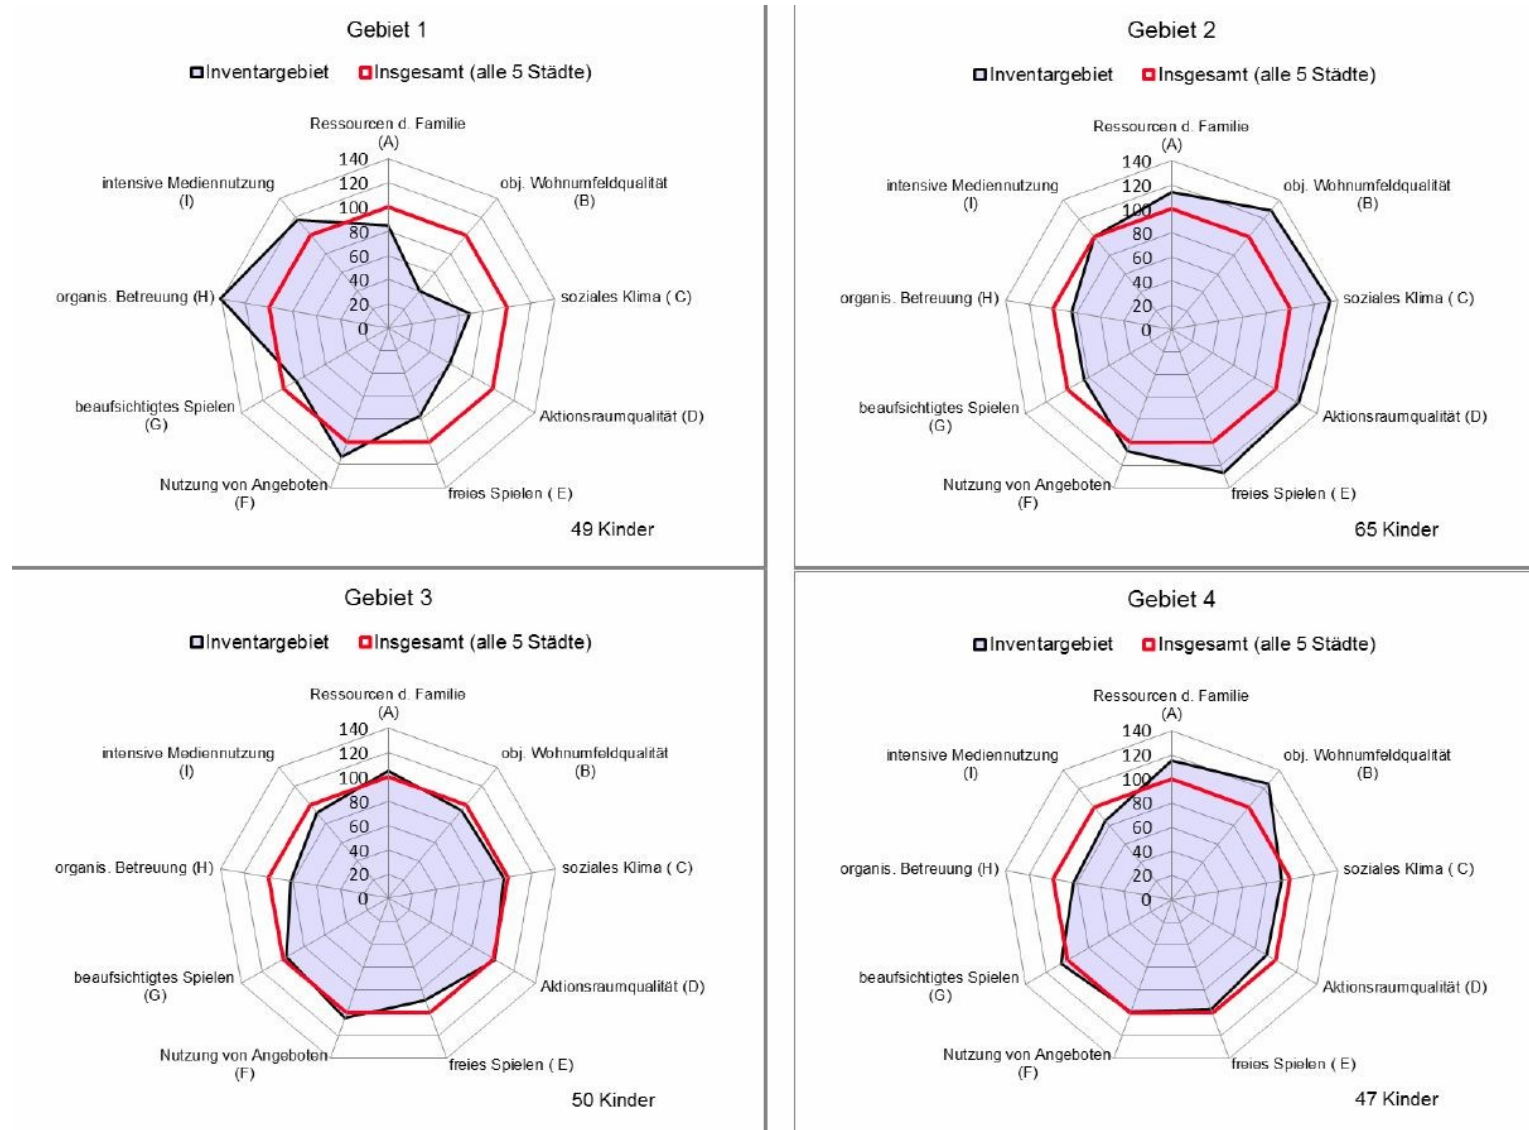 Gebiet 1
Inventargebiet Insgesamt (alle 5 Städte)
Ressourcen d. Familie
(A)
intensive Mediennutzung
(I)
obj. Wohnumfeldqualität
(B)
140
120
100
80
60
40
20
0
organis. Betreuung (H)
soziales Klima ( C)
beaufsichtigtes Spielen
(G)
Aktionsraumqualität (D)
Nutzung von Angeboten
(F)
freies Spielen ( E)
49 Kinder
Gebiet 2
Inventargebiet Insgesamt (alle 5 Städte)
Ressourcen d. Familie
(A)
intensive Mediennutzung
(I)
obj. Wohnumfeldqualität
(B)
140
120
100
80
60
40
20
0
organis. Betreuung (H)
soziales Klima ( C)
beaufsichtigtes Spielen
(G)
Aktionsraumqualität (D)
Nutzung von Angeboten
(F)
freies Spielen ( E)
65 Kinder
Gebiet 3
Inventargebiet Insgesamt (alle 5 Städte)
Ressourcen d. Familie
(A)
intensive Mediennutzung
(I)
obj. Wohnumfeldqualität
(B)
140
120
100
80
60
40
20
0
organis. Betreuung (H)
soziales Klima ( C)
beaufsichtigtes Spielen
(G)
Aktionsraumqualität (D)
Nutzung von Angeboten
(F)
freies Spielen ( E)
50 Kinder
Gebiet 4
Inventargebiet Insgesamt (alle 5 Städte)
Ressourcen d. Familie
(A)
intensive Mediennutzung
(I)
obj. Wohnumfeldqualität
(B)
140
120
100
80
60
40
20
0
organis. Betreuung (H)
soziales Klima ( C)
beaufsichtigtes Spielen
(G)
Aktionsraumqualität (D)
Nutzung von Angeboten
(F)
freies Spielen ( E)
47 Kinder